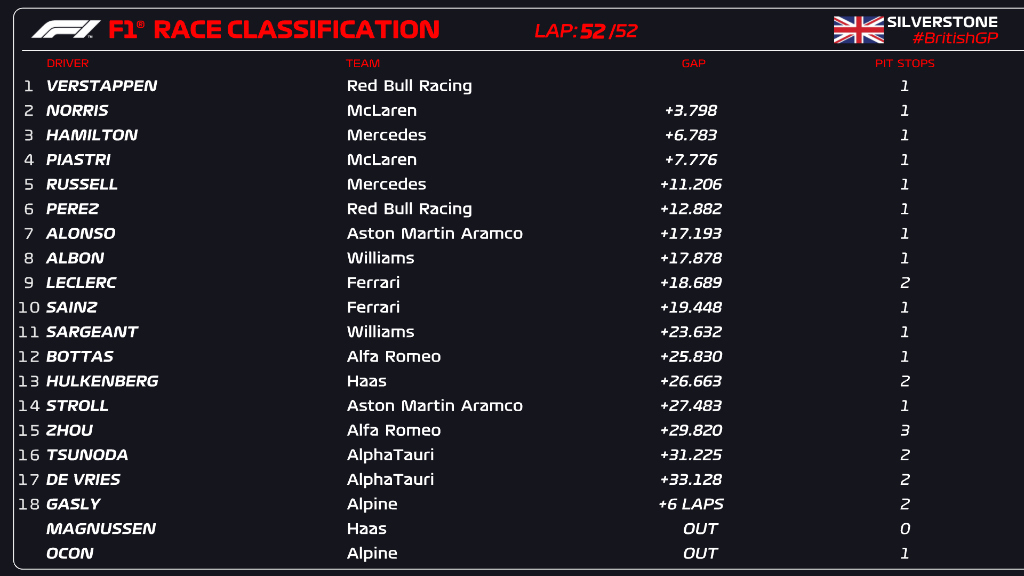 F1® RACE CLASSIFICATION LAP: 52/52 SILVERSTONE
#BritishGP
DRIVER TEAM GAP PIT STOPS
1 VERSTAPPEN Red Bull Racing 1
2 NORRIS McLaren +3.798 1
3 HAMILTON Mercedes +6.783 1
4 PIASTRI McLaren +7.776 1
5 RUSSELL Mercedes +11.206 1
6 PEREZ Red Bull Racing +12.882 1
7 ALONSO Aston Martin Aramco +17.193 1
8 ALBON Williams +17.878 1
9 LECLERC Ferrari +18.689 2
10 SAINZ Ferrari +19.448 1
11 SARGEANT Williams +23.632 1
12 BOTTAS Alfa Romeo +25.830 1
13 HULKENBERG Haas +26.663 2
14 STROLL Aston Martin Aramco +27.483 1
15 ZHOU Alfa Romeo +29.820 3
16 TSUNODA AlphaTauri +31.225 2
17 DE VRIES AlphaTauri +33.128 2
18 GASLY Alpine +6 LAPS 2
MAGNUSSEN Haas OUT 0
OCON Alpine OUT 1